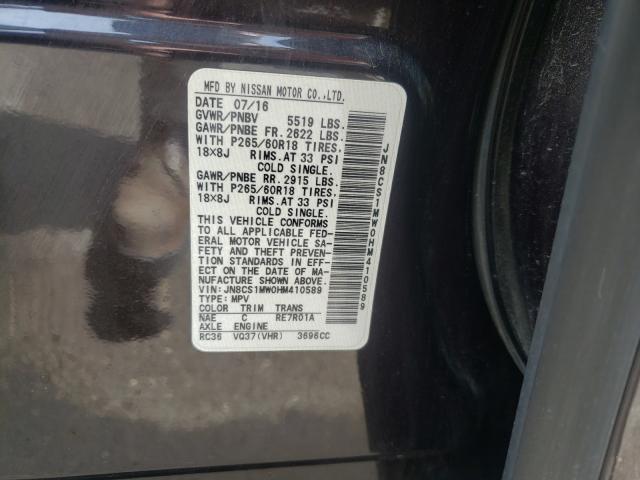 MFD BY NISSAN MOTOR CO.,LTD.
DATE 07/16
GVWR/PNBV 5519 LBS.
GAWR/PNBE FR. 2622 LBS.
WITH P265/60R18 TIRES,
18X8J RIMS.AT 33 PSI
COLD SINGLE.
GAWR/PNBE RR. 2915 LBS.
WITH P265/60R18 TIRES,
18X8J RIMS.AT 33 PSI
COLD SINGLE.
THIS VEHICLE CONFORMS
TO ALL APPLICABLE FED-
ERAL MOTOR VEHICLE SA-
FETY AND THEFT PREVENTION
STANDARDS IN EFF-
ECT ON THE DATE OF MA-
NUFACTURE SHOWN ABOVE.
VIN: JN8CS1MW0HM410589
TYPE: MPV
COLOR TRIM TRANS
NAE C RE7R01A
AXLE ENGINE
RC36 VQ37(VHR) 3696CC
JN8CS1MW0HM410589